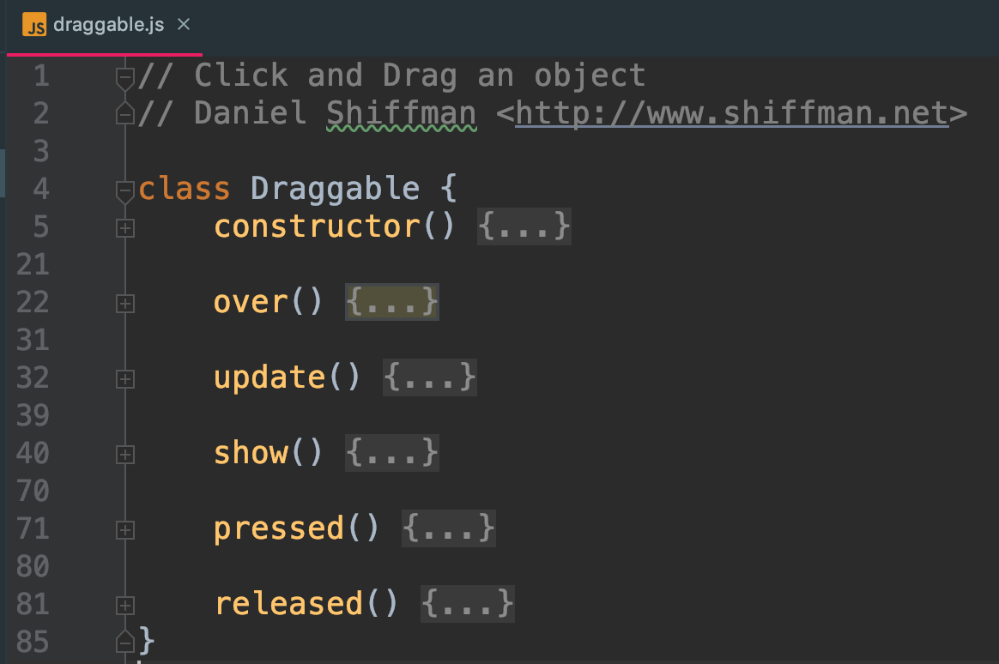 JS draggable.js ×
1 // Click and Drag an object
2 // Daniel Shiffman <http://www.shiffman.net>
3
4 class Draggable {
5 constructor() {...}
21
22 over() {...}
31
32 update() {...}
39
40 show() {...}
70
71 pressed() {...}
80
81 released() {...}
85 }